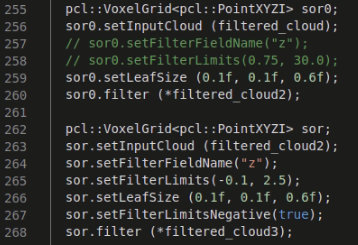 255 pcl::VoxelGrid<pcl::PointXYZI> sor0;
256 sor0.setInputCloud (filtered_cloud);
257 // sor0.setFilterFieldName("z");
258 // sor0.setFilterLimits(0.75, 30.0);
259 sor0.setLeafSize (0.1f, 0.1f, 0.6f);
260 sor0.filter (*filtered_cloud2);
261
262 pcl::VoxelGrid<pcl::PointXYZI> sor;
263 sor.setInputCloud (filtered_cloud2);
264 sor.setFilterFieldName("z");
265 sor.setFilterLimits(-0.1, 2.5);
266 sor.setLeafSize (0.1f, 0.1f, 0.6f);
267 sor.setFilterLimitsNegative(true);
268 sor.filter (*filtered_cloud3);